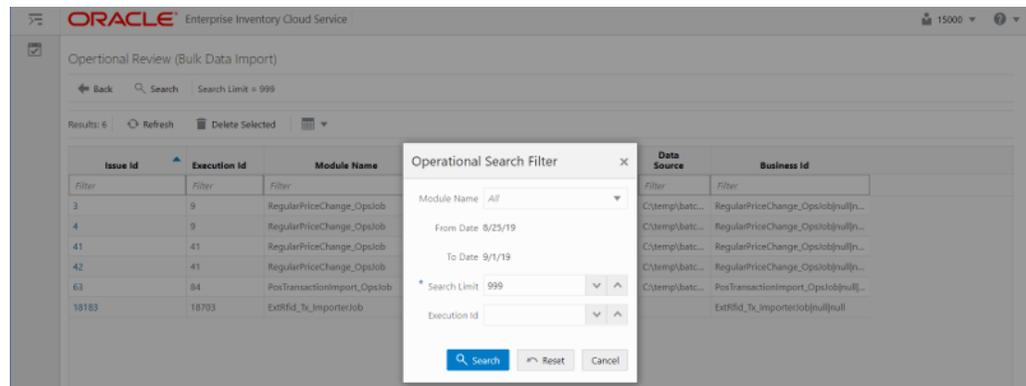 ORACLE® Enterprise Inventory Cloud Service 15000
Opertional Review (Bulk Data Import)
Back Search Search Limit = 999
Results: 6 Refresh Delete Selected
Issue Id Execution Id Module Name Data Source Business Id
Filter Filter Filter Filter Filter
3 9 RegularPriceChange_OpsJob C:\temp\batc... RegularPriceChange_OpsJob|null|n...
4 9 RegularPriceChange_OpsJob C:\temp\batc... RegularPriceChange_OpsJob|null|n...
41 41 RegularPriceChange_OpsJob C:\temp\batc... RegularPriceChange_OpsJob|null|n...
42 41 RegularPriceChange_OpsJob C:\temp\batc... RegularPriceChange_OpsJob|null|n...
63 84 PosTransactionImport_OpsJob C:\temp\batc... PosTransactionImport_OpsJob|null|...
18183 18703 ExtRfid_Tx_ImporterJob ExtRfid_Tx_ImporterJob|null|null
Operational Search Filter ×
Module Name All
From Date 8/25/19
To Date 9/1/19
* Search Limit 999
Execution Id
Search Reset Cancel